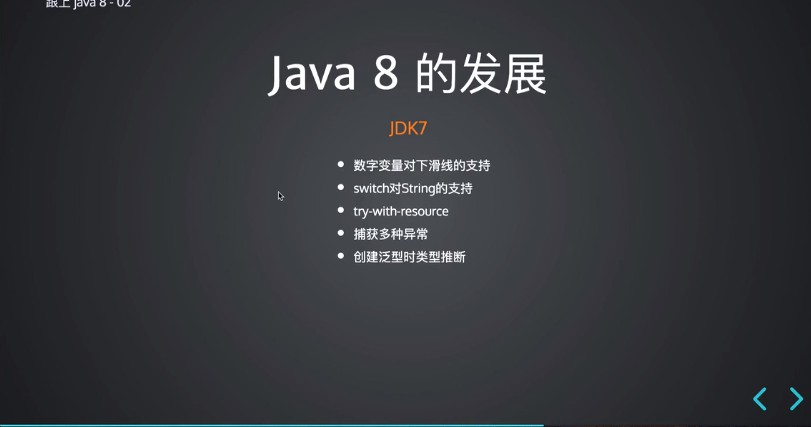 跟上 Java 8 - 02
Java 8 的发展
JDK7
数字变量对下滑线的支持
switch对String的支持
try-with-resource
捕获多种异常
创建泛型时类型推断